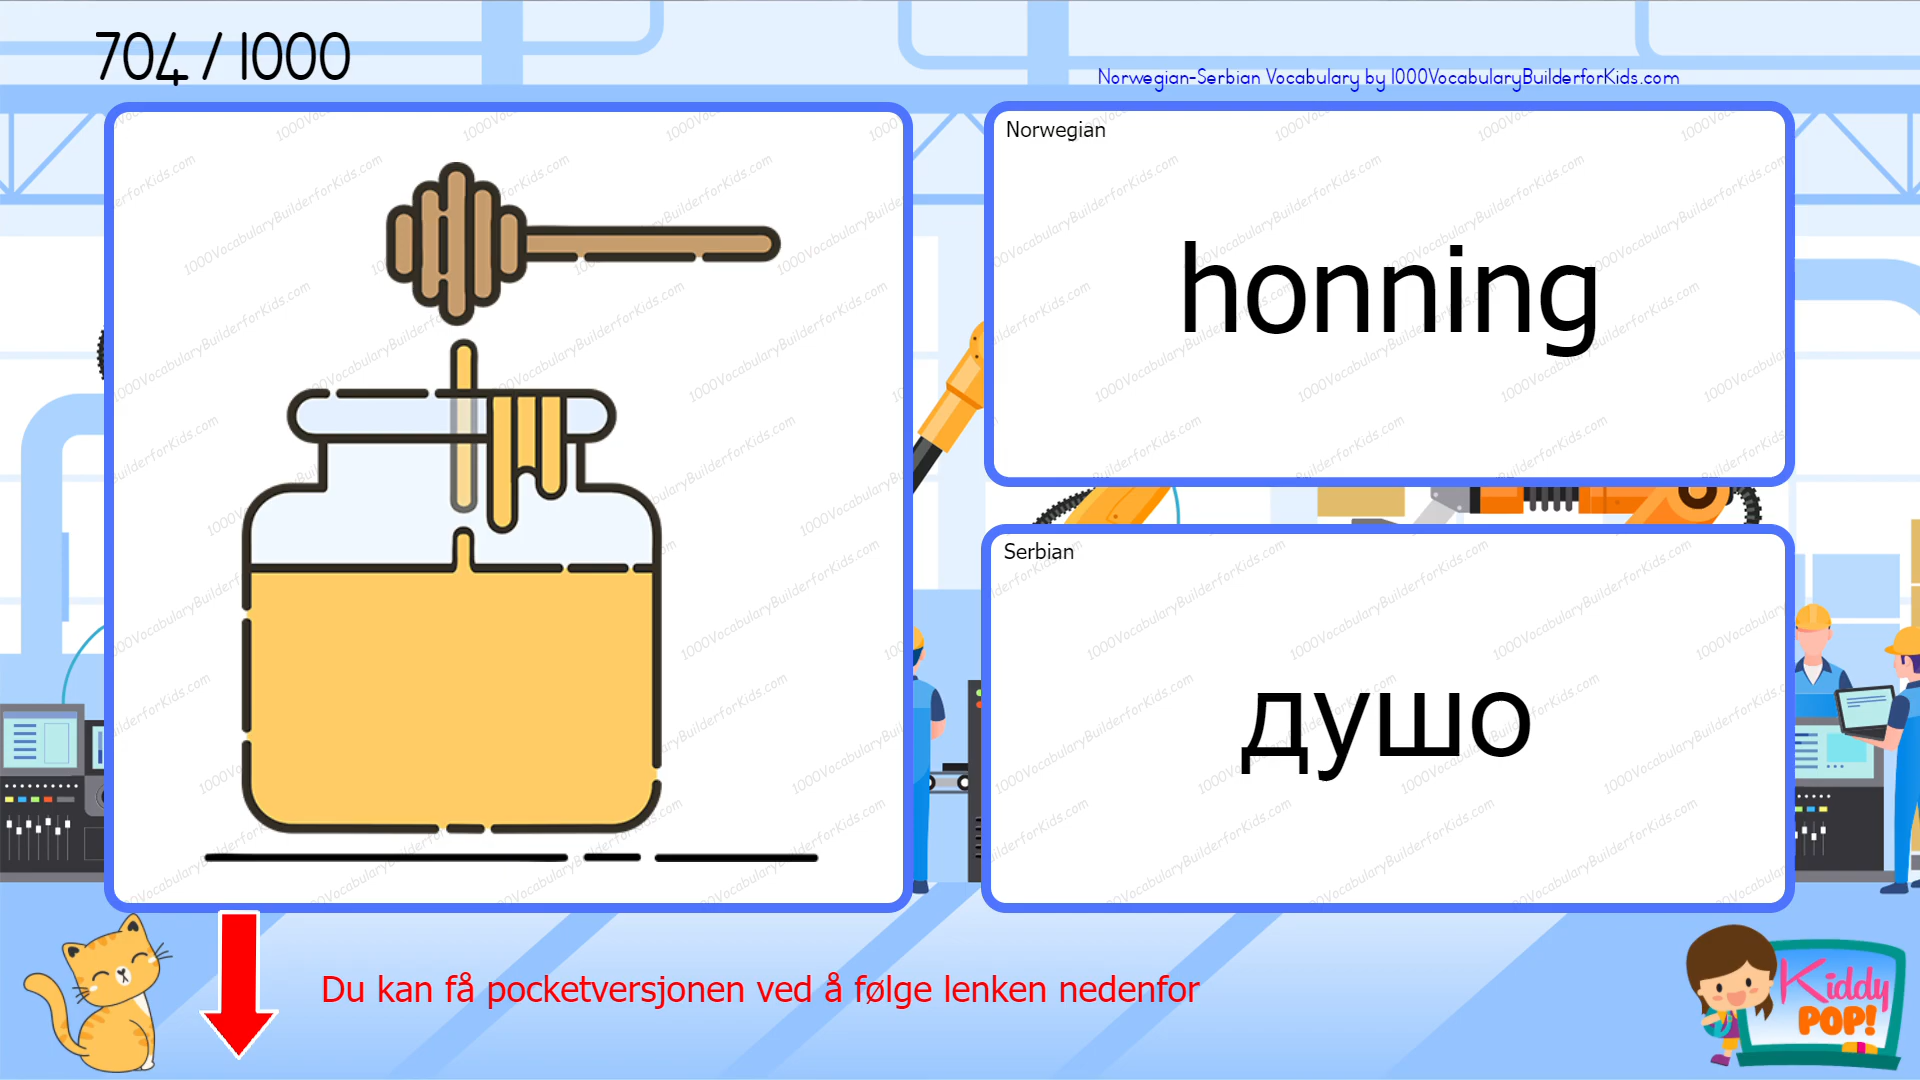 704 / 1000
Norwegian-Serbian Vocabulary by 1000VocabularyBuilderforKids.com
Norwegian
honning
Serbian
душо
Du kan få pocketversjonen ved å følge lenken nedenfor
Kiddy
POP!